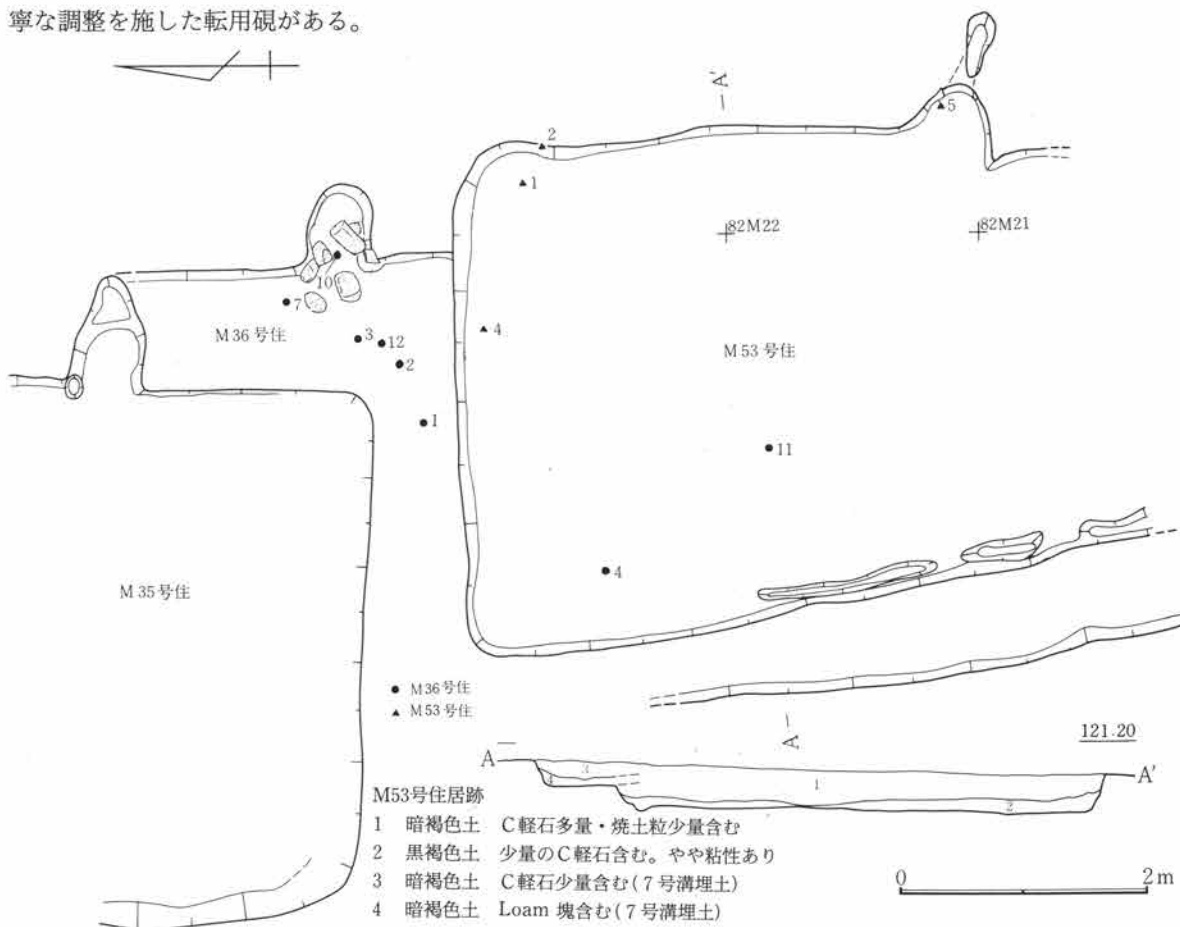 寧な調整を施した転用硯がある。
A'
5
2
1
82M22
82M21
10
7
M36号住
3
12
4
M53号住
2
1
11
M35号住
4
● M36号住
▲ M53号住
A
121.20
A
3
4
1
2
A'
M53号住居跡
1 暗褐色土 C軽石多量・焼土粒少量含む
2 黒褐色土 少量のC軽石含む。やや粘性あり
3 暗褐色土 C軽石少量含む(7号溝埋土)
4 暗褐色土 Loam 塊含む(7号溝埋土)
0
2m